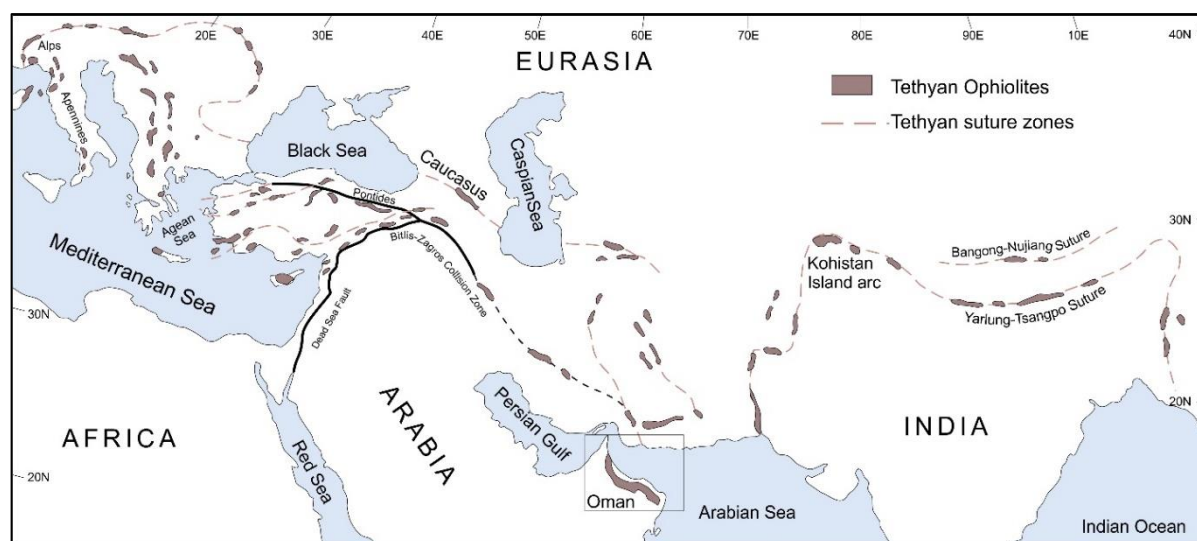 20E
30E
40E
50E
60E
70E
80E
90E
10E
40N
Alps
EURASIA
Tethyan Ophiolites
Tethyan suture zones
Apennines
Black Sea
Caucasus
CaspianSea
Pontides
Agean
Sea
Bitlis-Zagros Collision Zone
Mediterranean Sea
Dead Sea Fault
30N
Kohistan
Island arc
Bangong-Nujiang Suture
Yarlung-Tsangpo Suture
30N
ARABIA
Persian Gulf
AFRICA
Red Sea
INDIA
20N
20N
Oman
Arabian Sea
Indian Ocean